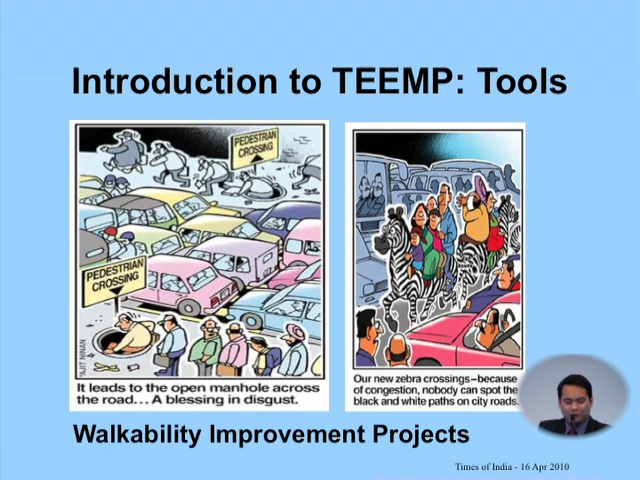 Introduction to TEEMP: Tools
PEDESTRIAN
CROSSING
PEDESTRIAN
CROSSING
AJIT NINAN
It leads to the open manhole across
the road... A blessing in disgust.
Our new zebra crossings–because
of congestion, nobody can spot the
black and white paths on city roads.
Walkability Improvement Projects
Times of India - 16 Apr 2010